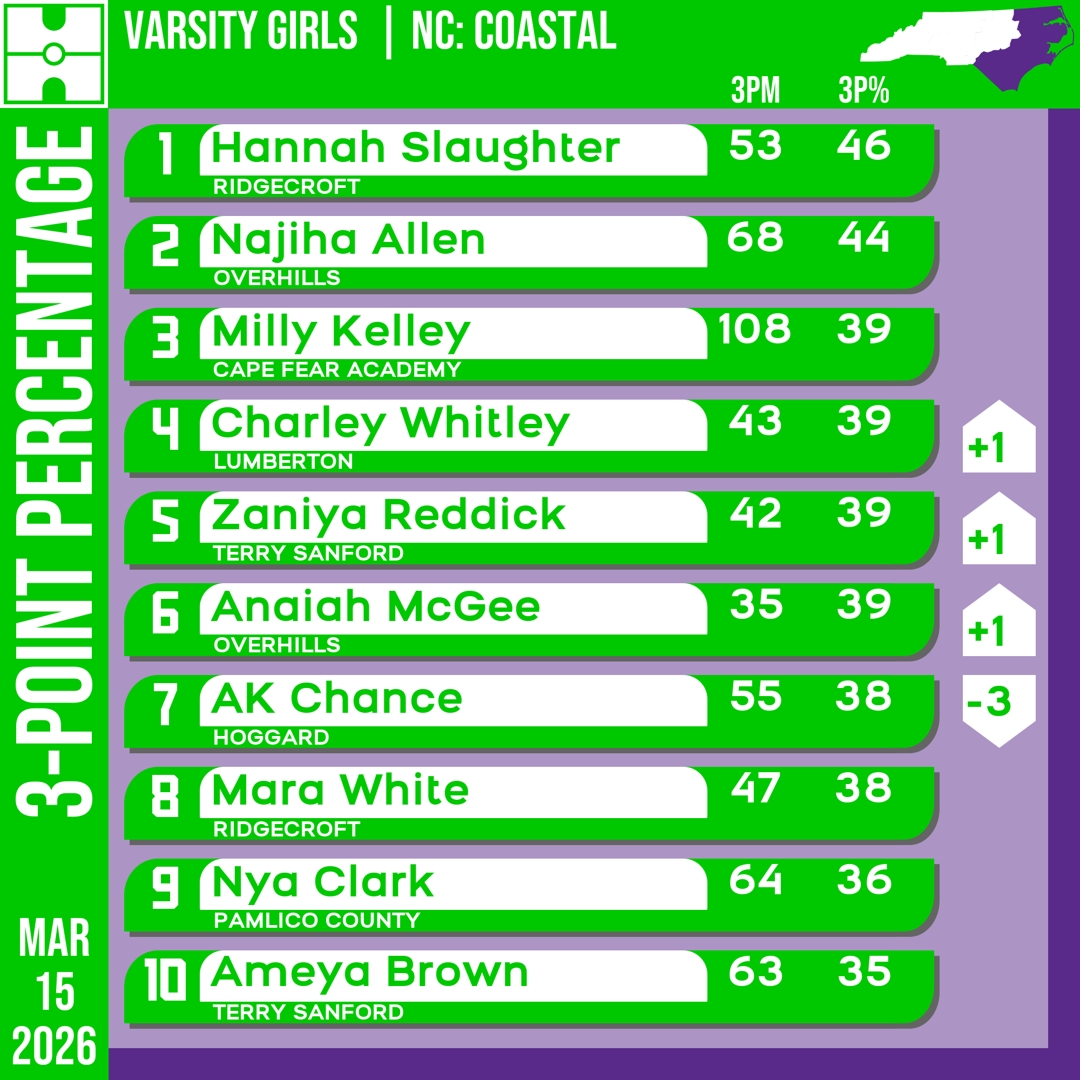 VARSITY GIRLS | NC: COASTAL
3PM 3P%
3-POINT PERCENTAGE
1 Hannah Slaughter 53 46
RIDGECROFT
2 Najiha Allen 68 44
OVERHILLS
3 Milly Kelley 108 39
CAPE FEAR ACADEMY
4 Charley Whitley 43 39 +1
LUMBERTON
5 Zaniya Reddick 42 39 +1
TERRY SANFORD
6 Anaiah McGee 35 39 +1
OVERHILLS
7 AK Chance 55 38 -3
HOGGARD
8 Mara White 47 38
RIDGECROFT
9 Nya Clark 64 36
PAMLICO COUNTY
10 Ameya Brown 63 35
TERRY SANFORD
MAR
15
2026